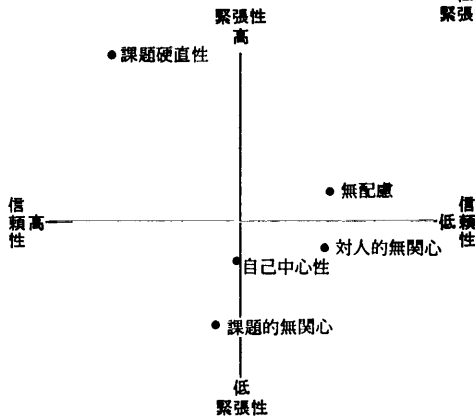 緊張性
高
緊張
課題硬直性
無配慮
信頼性
高
低
信頼性
対人的無関心
自己中心性
課題的無関心
低
緊張性